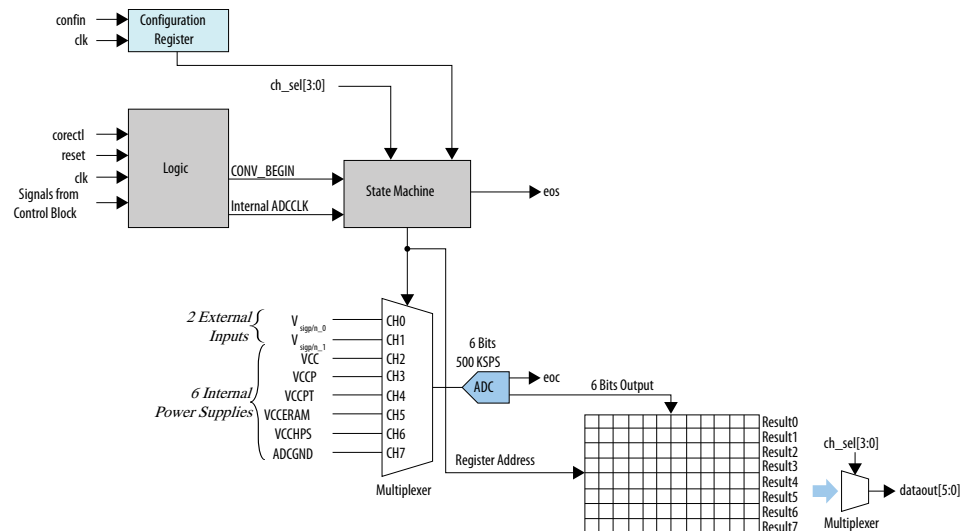 confin
clk
Configuration
Register
ch_sel[3:0]
corectl
reset
clk
Signals from
Control Block
Logic
CONV_BEGIN
Internal ADCCLK
State Machine
eos
2 External
Inputs
6 Internal
Power Supplies
V sigp/n_0
V sigp/n_1
VCC
VCCP
VCCPT
VCCERAM
VCCHPS
ADCGND
CH0
CH1
CH2
CH3
CH4
CH5
CH6
CH7
Multiplexer
6 Bits
500 KSPS
ADC
eoc
6 Bits Output
Register Address
Result0
Result1
Result2
Result3
Result4
Result5
Result6
Result7
ch_sel[3:0]
dataout[5:0]
Multiplexer